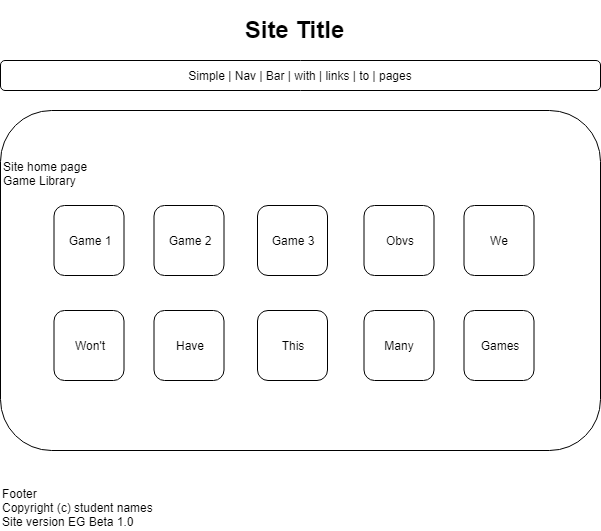 Site Title
Simple | Nav | Bar | with | links | to | pages
Site home page
Game Library
Game 1
Game 2
Game 3
Obvs
We
Won't
Have
This
Many
Games
Footer
Copyright (c) student names
Site version EG Beta 1.0